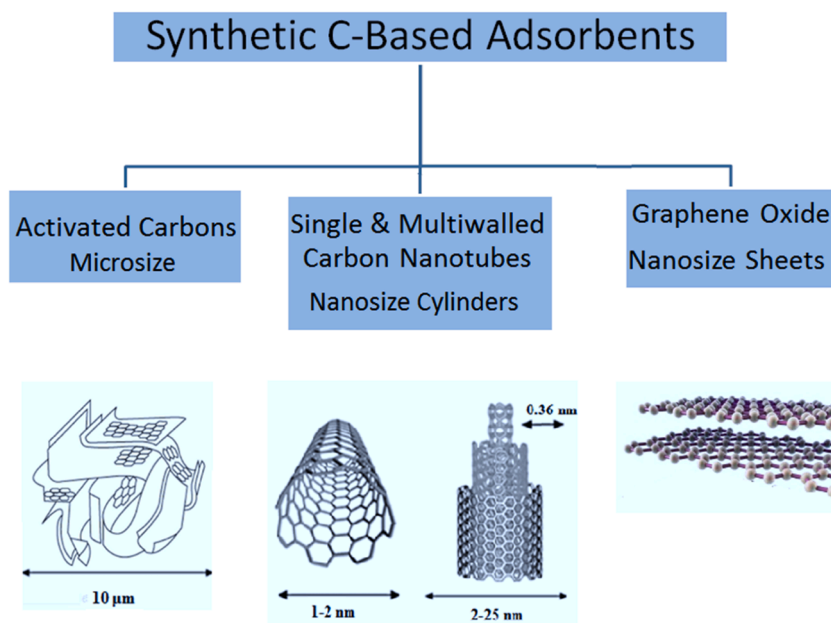 Synthetic C-Based Adsorbents
Activated Carbons
Microsize
Single & Multiwalled
Carbon Nanotubes
Nanosize Cylinders
Graphene Oxide
Nanosize Sheets
10 μm
1-2 nm
0.36 nm
2-25 nm